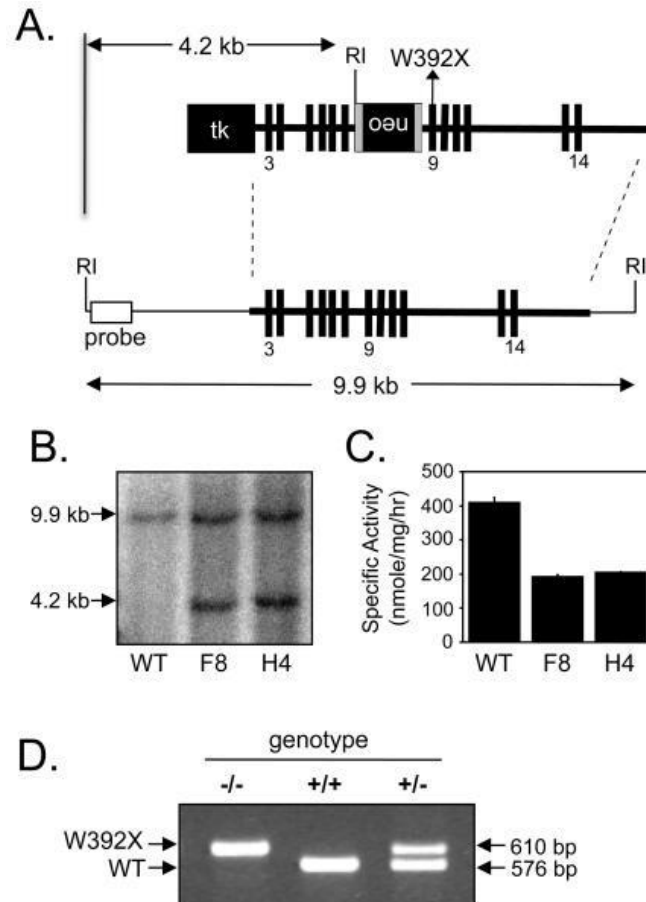 A.
4.2 kb
RI
W392X
tk
neo
3
9
14
RI
RI
probe
3
9
14
9.9 kb
B.
9.9 kb
4.2 kb
WT F8 H4
C.
Specific Activity
(nmole/mg/hr)
500
400
300
200
100
0
WT F8 H4
D.
genotype
-/- +/+ +/-
W392X
WT
610 bp
576 bp